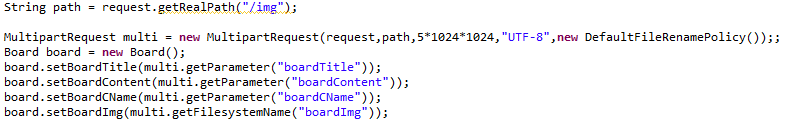 String path = request.getRealPath("/img");
MultipartRequest multi = new MultipartRequest(request,path,5*1024*1024,"UTF-8",new DefaultFileRenamePolicy());;
Board board = new Board();
board.setBoardTitle(multi.getParameter("boardTitle"));
board.setBoardContent(multi.getParameter("boardContent"));
board.setBoardCName(multi.getParameter("boardCName"));
board.setBoardImg(multi.getFilesystemName("boardImg"));